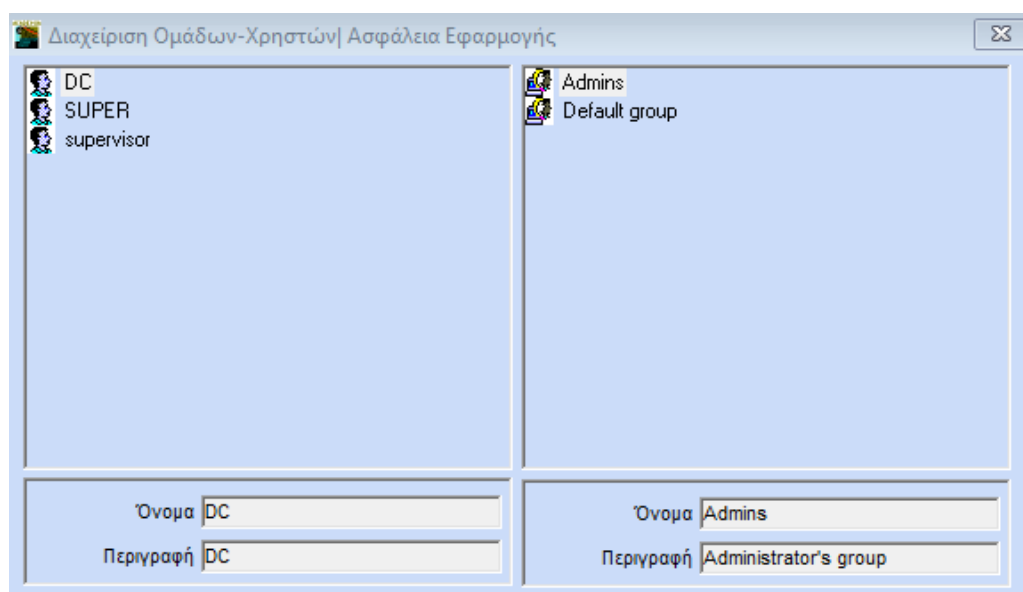 Διαχείριση Ομάδων-Χρηστών| Ασφάλεια Εφαρμογής
DC
SUPER
supervisor
Admins
Default group
Όνομα DC
Περιγραφή DC
Όνομα Admins
Περιγραφή Administrator's group